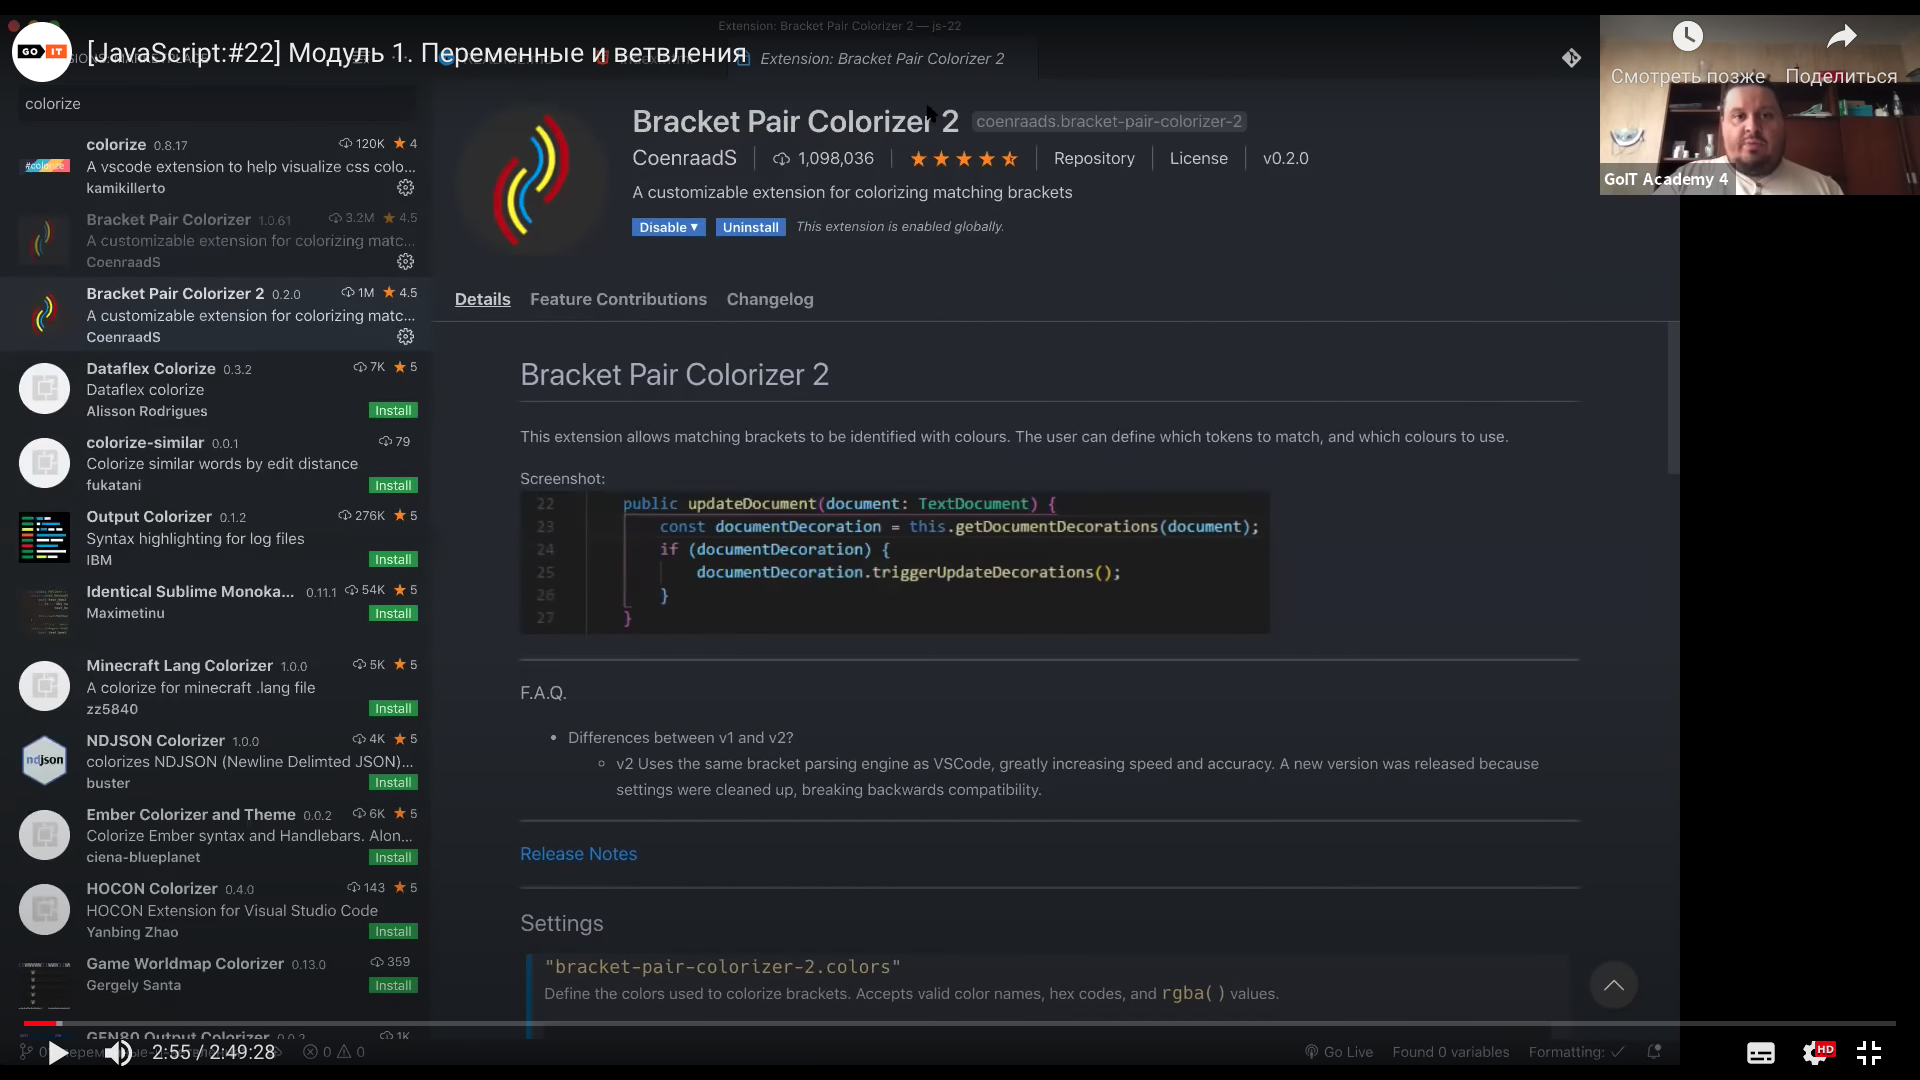 Extension: Bracket Pair Colorizer 2 — js-22
GO IT
[JavaScript:#22] Модуль 1. Переменные и ветвления
Extension: Bracket Pair Colorizer 2
Смотреть позже
Поделиться
GoIT Academy 4
colorize
colorize 0.8.17 120K ★ 4
A vscode extension to help visualize css colo...
kamikillerto
#colorize
Bracket Pair Colorizer 1.0.61 3.2M ★ 4.5
A customizable extension for colorizing matc...
CoenraadS
Bracket Pair Colorizer 2 0.2.0 1M ★ 4.5
A customizable extension for colorizing matc...
CoenraadS
Dataflex Colorize 0.3.2 7K ★ 5
Dataflex colorize
Alisson Rodrigues Install
colorize-similar 0.0.1 79
Colorize similar words by edit distance
fukatani Install
Output Colorizer 0.1.2 276K ★ 5
Syntax highlighting for log files
IBM Install
Identical Sublime Monoka... 0.11.1 54K ★ 5
Maximetinu Install
Minecraft Lang Colorizer 1.0.0 5K ★ 5
A colorize for minecraft .lang file
zz5840 Install
NDJSON Colorizer 1.0.0 4K ★ 5
ndjson
colorizes NDJSON (Newline Delimted JSON)...
buster Install
Ember Colorizer and Theme 0.0.2 6K ★ 5
Colorize Ember syntax and Handlebars. Alon...
ciena-blueplanet Install
HOCON Colorizer 0.4.0 143 ★ 5
HOCON Extension for Visual Studio Code
Yanbing Zhao Install
Game Worldmap Colorizer 0.13.0 359
Gergely Santa Install
GEN80 Output Colorizer 0.0.2 1K
Bracket Pair Colorizer 2 coenraads.bracket-pair-colorizer-2
CoenraadS 1,098,036 Repository License v0.2.0
A customizable extension for colorizing matching brackets
Disable ▾ Uninstall This extension is enabled globally.
Details Feature Contributions Changelog
Bracket Pair Colorizer 2
This extension allows matching brackets to be identified with colours. The user can define which tokens to match, and which colours to use.
Screenshot:
22 public updateDocument(document: TextDocument) {
23 const documentDecoration = this.getDocumentDecorations(document);
24 if (documentDecoration) {
25 documentDecoration.triggerUpdateDecorations();
26 }
27 }
F.A.Q.
• Differences between v1 and v2?
◦ v2 Uses the same bracket parsing engine as VSCode, greatly increasing speed and accuracy. A new version was released because
settings were cleaned up, breaking backwards compatibility.
Release Notes
Settings
"bracket-pair-colorizer-2.colors"
Define the colors used to colorize brackets. Accepts valid color names, hex codes, and rgba() values.
2:55 / 2:49:28
0 0
Go Live Found 0 variables Formatting: ✓
HD